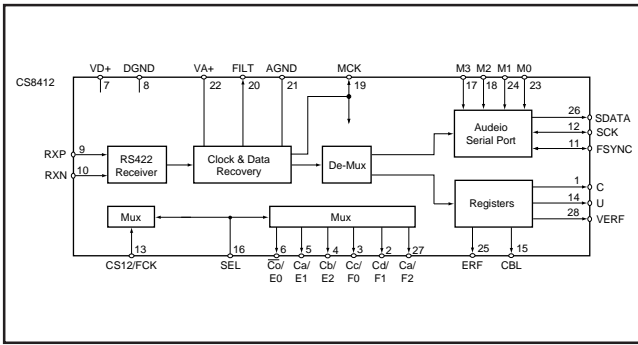 VD+ DGND VA+ FILT AGND MCK M3 M2 M1 M0
CS8412
7 8 22 20 21 19 17 18 24 23
26 SDATA
12 SCK
11 FSYNC
Audeio
Serial Port
RXP 9
RXN 10
RS422
Receiver
Clock & Data
Recovery
De-Mux
Registers
1 C
14 U
28 VERF
Mux
Mux
13 16 6 5 4 3 2 27 25 15
CS12/FCK SEL Co/ Ca/ Cb/ Cc/ Cd/ Ca/ ERF CBL
E0 E1 E2 F0 F1 F2